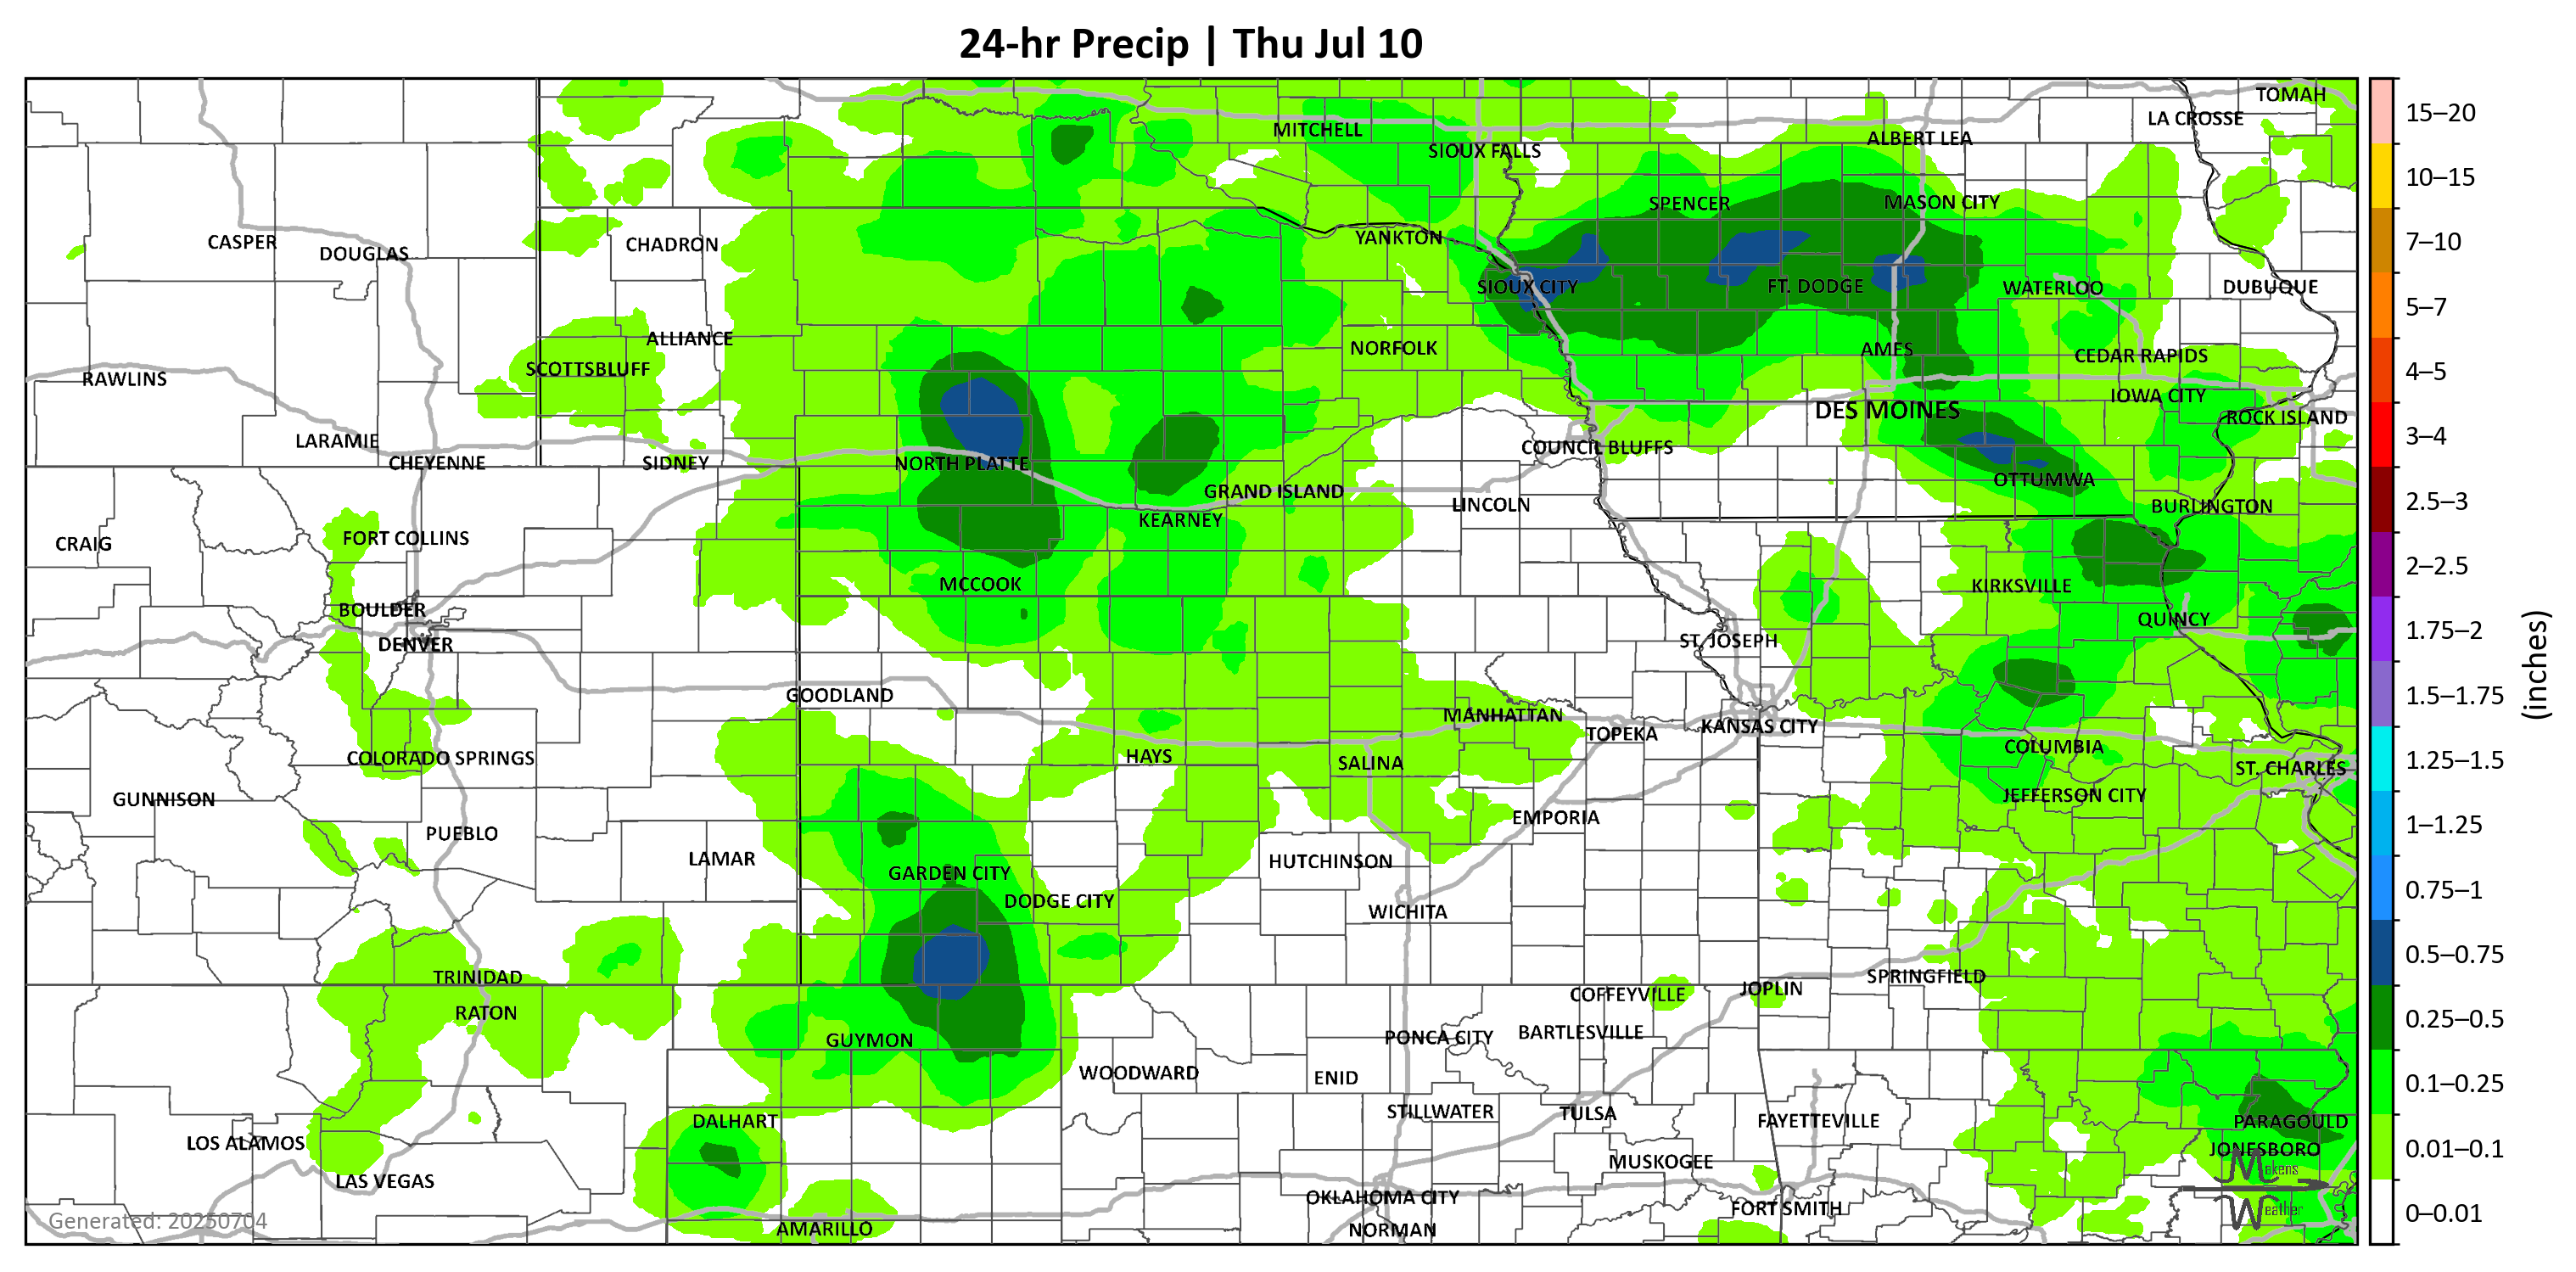 24-hr Precip | Thu Jul 10
TOMAH
LA CROSSE
MITCHELL
ALBERT LEA
SIOUX FALLS
SPENCER
MASON CITY
YANKTON
CASPER
CHADRON
DOUGLAS
SIOUX CITY
FT. DODGE
WATERLOO
DUBUQUE
ALLIANCE
NORFOLK
AMES
CEDAR RAPIDS
SCOTTSBLUFF
RAWLINS
IOWA CITY
DES MOINES
ROCK ISLAND
LARAMIE
COUNCIL BLUFFS
CHEYENNE
SIDNEY
NORTH PLATTE
OTTUMWA
GRAND ISLAND
LINCOLN
BURLINGTON
KEARNEY
CRAIG
FORT COLLINS
MCCOOK
KIRKSVILLE
BOULDER
QUINCY
DENVER
ST. JOSEPH
GOODLAND
MANHATTAN
KANSAS CITY
TOPEKA
COLUMBIA
HAYS
COLORADO SPRINGS
SALINA
ST. CHARLES
GUNNISON
JEFFERSON CITY
EMPORIA
PUEBLO
LAMAR
HUTCHINSON
GARDEN CITY
DODGE CITY
WICHITA
TRINIDAD
SPRINGFIELD
COFFEYVILLE
JOPLIN
RATON
GUYMON
PONCA CITY
BARTLESVILLE
WOODWARD
ENID
STILLWATER
TULSA
DALHART
FAYETTEVILLE
PARAGOULD
LOS ALAMOS
JONESBORO
MUSKOGEE
LAS VEGAS
OKLAHOMA CITY
FORT SMITH
AMARILLO
NORMAN
Generated: 20250704
Makens
Weather
15–20
10–15
7–10
5–7
4–5
3–4
2.5–3
2–2.5
1.75–2
1.5–1.75
1.25–1.5
1–1.25
0.75–1
0.5–0.75
0.25–0.5
0.1–0.25
0.01–0.1
0–0.01
(inches)